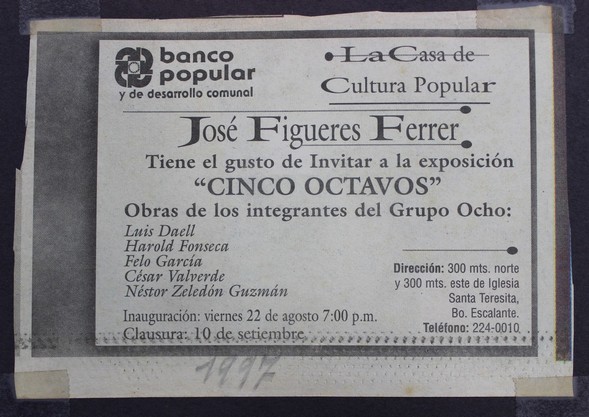 banco
popular
y de desarrollo comunal
La Casa de
Cultura Popular
José Figueres Ferrer
Tiene el gusto de Invitar a la exposición
“CINCO OCTAVOS”
Obras de los integrantes del Grupo Ocho:
Luis Daell
Harold Fonseca
Felo García
César Valverde
Néstor Zeledón Guzmán
Inauguración: viernes 22 de agosto 7:00 p.m.
Clausura: 10 de setiembre
Dirección: 300 mts. norte
y 300 mts. este de Iglesia
Santa Teresita,
Bo. Escalante.
Teléfono: 224-0010
1997